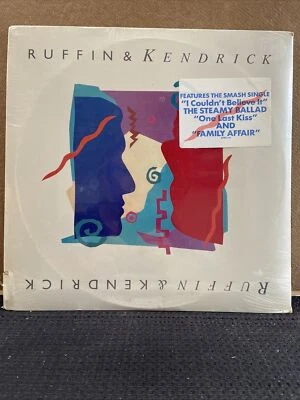 RUFFIN & KENDRICK
FEATURES THE SMASH SINGLE
"I Couldn't Believe It"
THE STEAMY BALLAD
"One Last Kiss"
AND
"FAMILY AFFAIR"
RUFFIN & KENDRICK